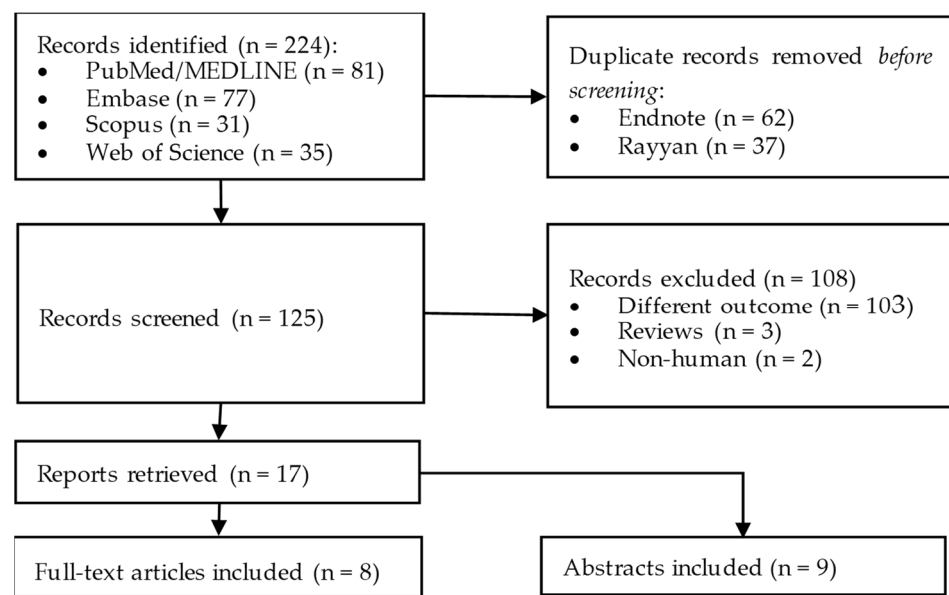 Records identified (n = 224):
• PubMed/MEDLINE (n = 81)
• Embase (n = 77)
• Scopus (n = 31)
• Web of Science (n = 35)
Duplicate records removed before
screening:
• Endnote (n = 62)
• Rayyan (n = 37)
Records screened (n = 125)
Records excluded (n = 108)
• Different outcome (n = 103)
• Reviews (n = 3)
• Non-human (n = 2)
Reports retrieved (n = 17)
Full-text articles included (n = 8)
Abstracts included (n = 9)